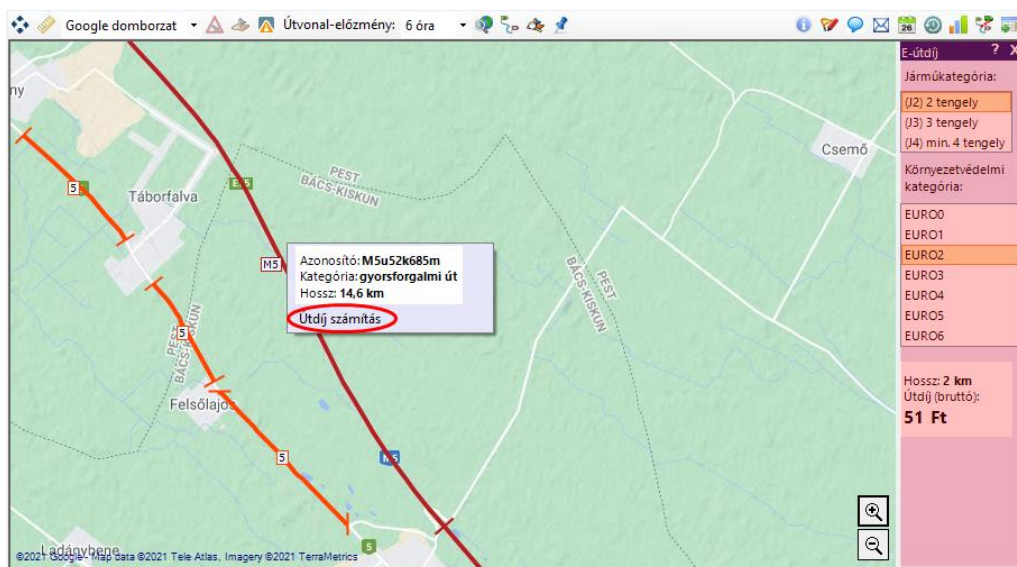 Google domborzat
Útvonal-előzmény: 6 óra
26
E-útdíj ? X
Járműkategória:
(J2) 2 tengely
(J3) 3 tengely
(J4) min. 4 tengely
Környezetvédelmi
kategória:
EURO0
EURO1
EURO2
EURO3
EURO4
EURO5
EURO6
Hossz: 2 km
Útdíj (bruttó):
51 Ft
ny
5
Táborfalva
PEST
BÁCS-KISKUN
Csemő
M5
Azonosító: M5u52k685m
Kategória: gyorsforgalmi út
Hossz: 14,6 km
Útdíj számítás
PEST
BÁCS-KISKUN
5
PEST
BÁCS-KISKUN
Felsőlajos
5
M5
5
Ladánybene
©2021 Google - Map data ©2021 Tele Atlas, Imagery ©2021 TerraMetrics